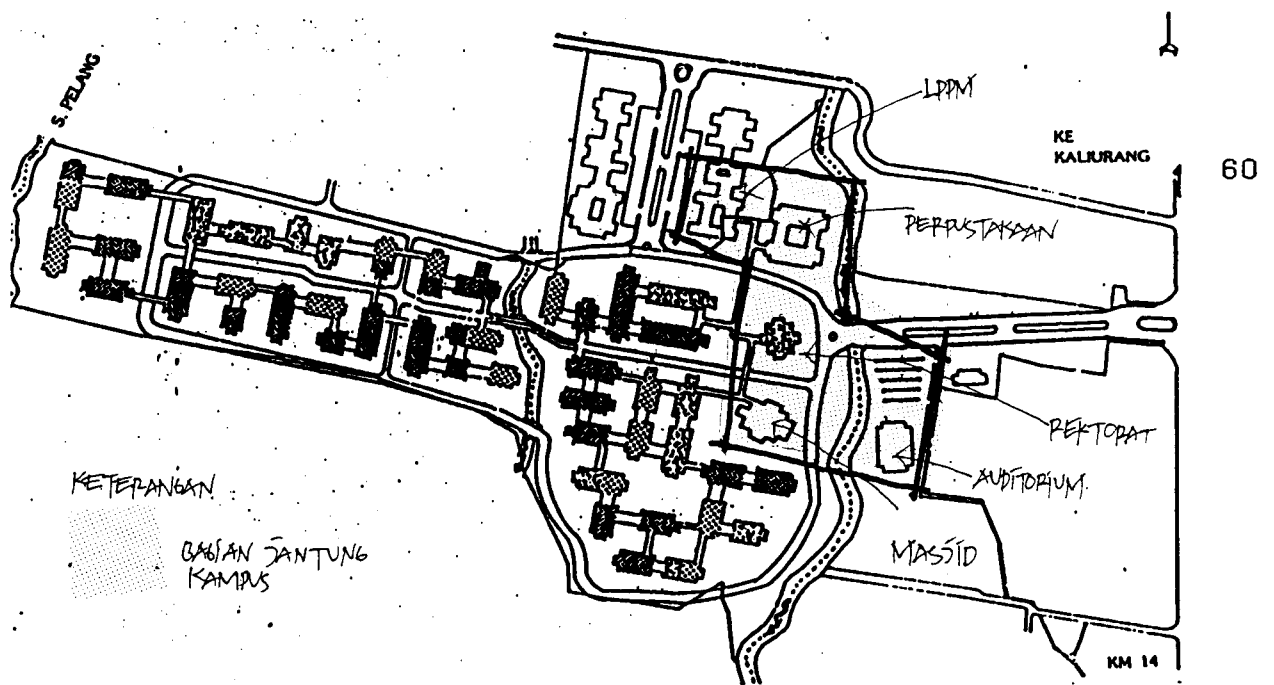 S. PELANG
LPPM
KE
KALIURANG
60
PERPUSTAKAAN
REKTORAT
AUDITORIUM
KETERANGAN
BAGIAN JANTUNG
KAMPUS
MASJID
KM 14